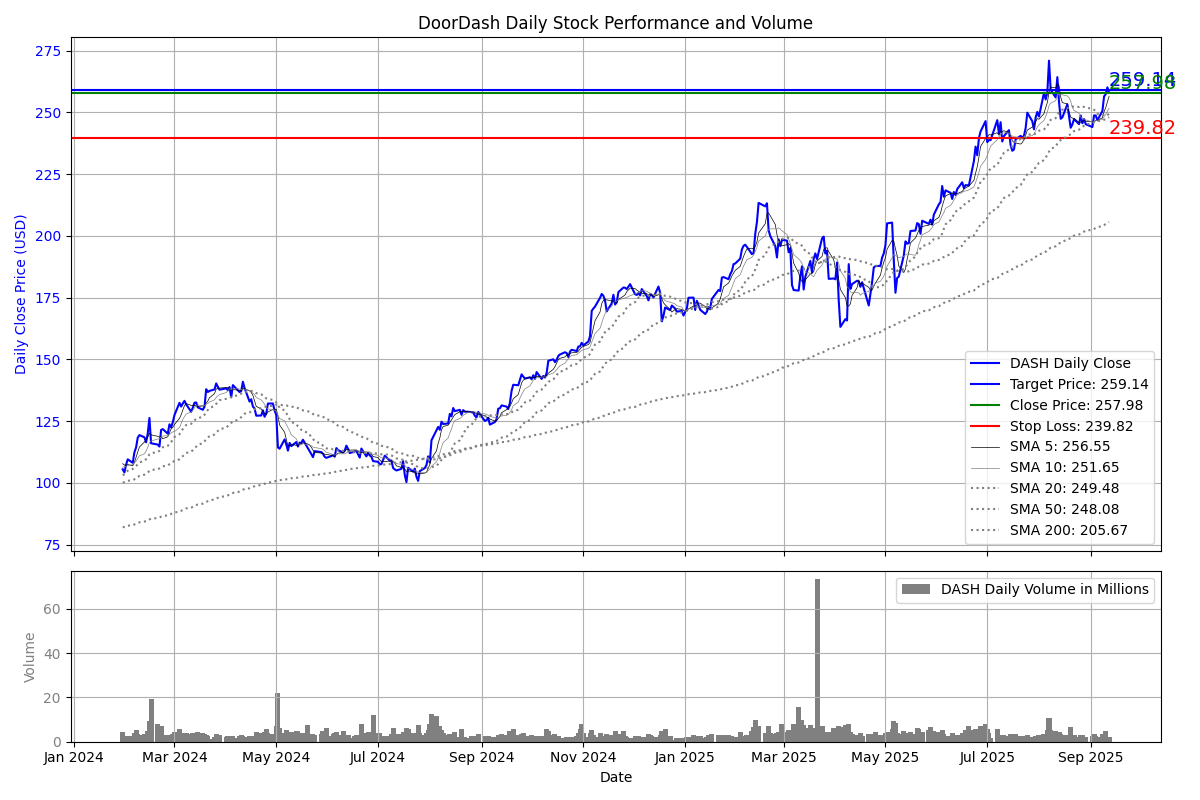 DoorDash Daily Stock Performance and Volume
275
250
225
200
175
150
125
100
75
Daily Close Price (USD)
259.14
257.98
239.82
DASH Daily Close
Target Price: 259.14
Close Price: 257.98
Stop Loss: 239.82
SMA 5: 256.55
SMA 10: 251.65
SMA 20: 249.48
SMA 50: 248.08
SMA 200: 205.67
60
40
20
0
Volume
DASH Daily Volume in Millions
Jan 2024 Mar 2024 May 2024 Jul 2024 Sep 2024 Nov 2024 Jan 2025 Mar 2025 May 2025 Jul 2025 Sep 2025
Date